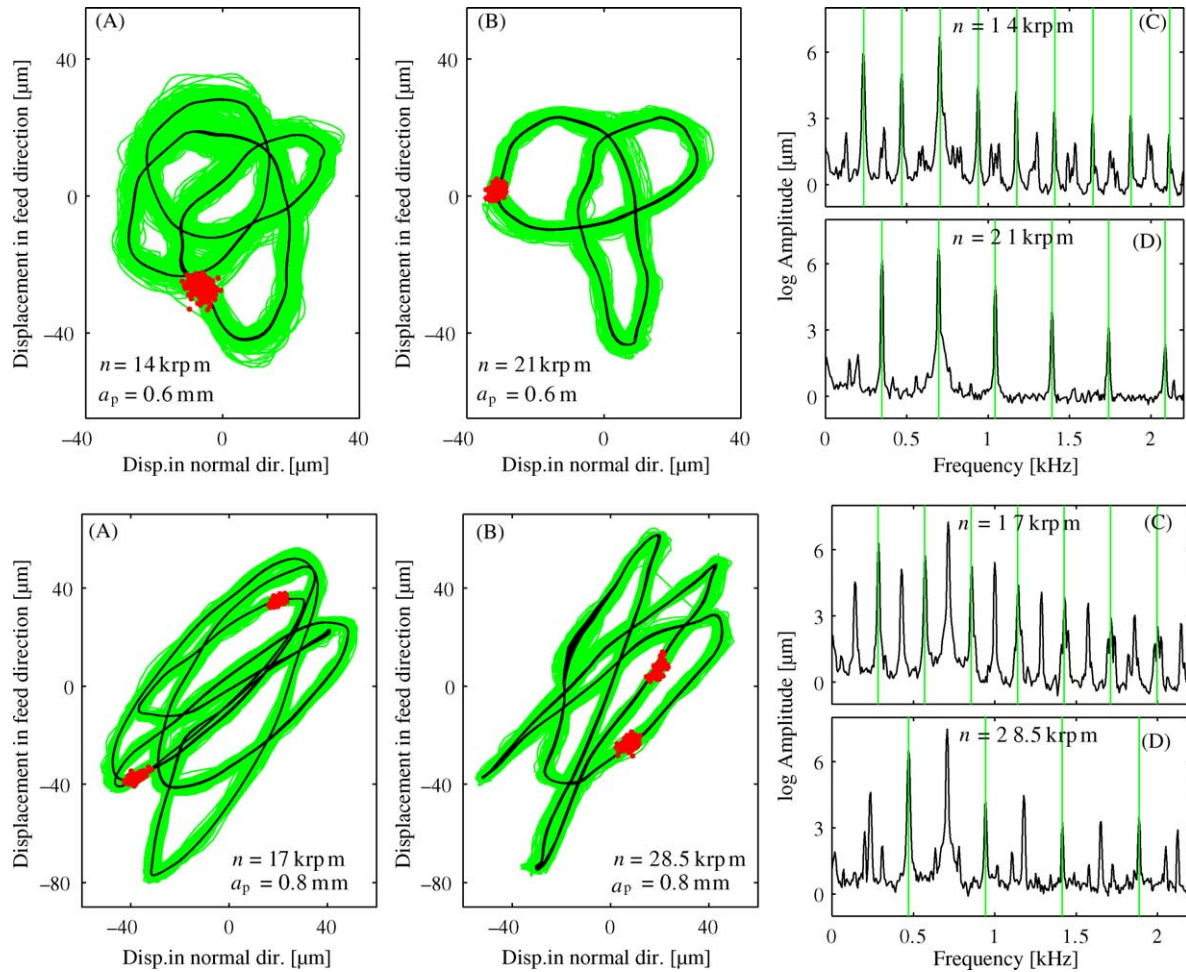 (A)
Displacement in feed direction [µm]
40
0
−40
n = 14 krpm
a_p = 0.6 mm
−40 0 40
Disp.in normal dir. [µm]
(B)
Displacement in feed direction [µm]
40
0
−40
n = 21 krpm
a_p = 0.6 m
−40 0 40
Disp.in normal dir. [µm]
log Amplitude [µm]
(C)
n = 1 4 krpm
6
3
0
(D)
n = 2 1 krpm
6
3
0
0 0.5 1 1.5 2
Frequency [kHz]
(A)
Displacement in feed direction [µm]
40
0
−40
−80
n = 17 krpm
a_p = 0.8 mm
−40 0 40
Disp.in normal dir. [µm]
(B)
Displacement in feed direction [µm]
40
0
−40
−80
n = 28.5 krpm
a_p = 0.8 mm
−40 0 40
Disp.in normal dir. [µm]
log Amplitude [µm]
(C)
n = 1 7 krpm
6
3
0
(D)
n = 2 8.5 krpm
6
3
0
0 0.5 1 1.5 2
Frequency [kHz]